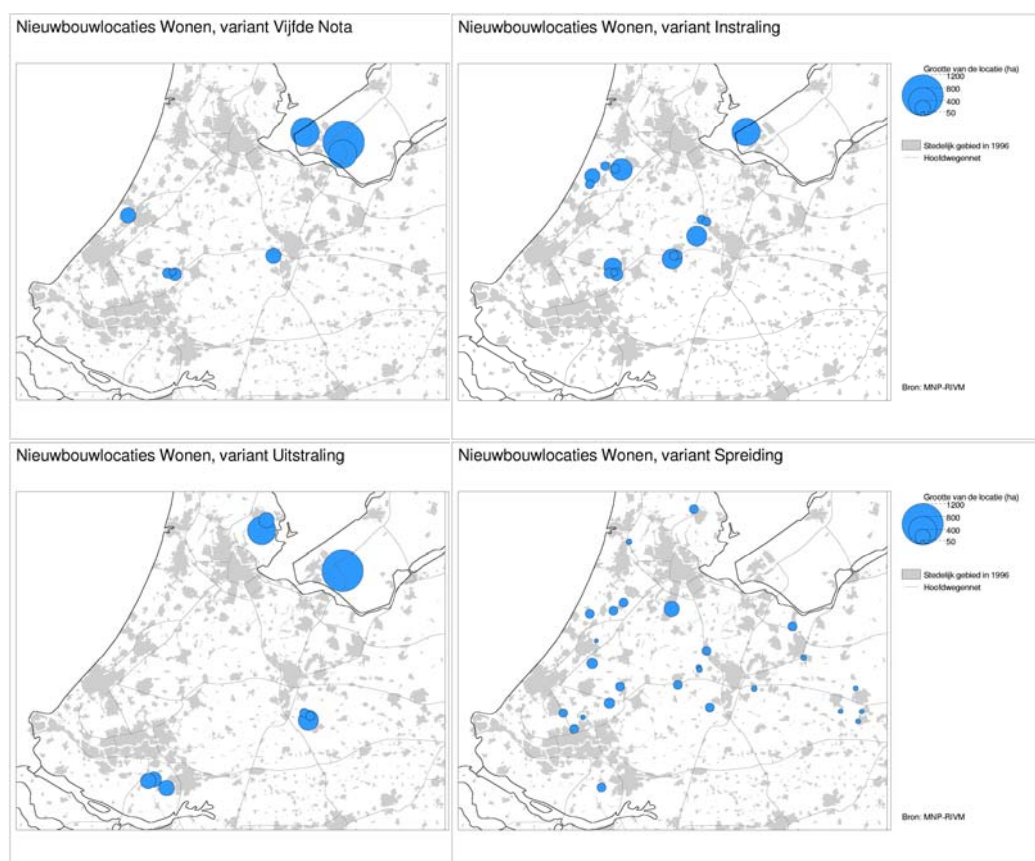 Nieuwbouwlocaties Wonen, variant Vijfde Nota
Nieuwbouwlocaties Wonen, variant Instraling
Grootte van de locatie (ha)
1200
800
400
50
Stedelijk gebied in 1996
Hoofdwegennet
Bron: MNP-RIVM
Nieuwbouwlocaties Wonen, variant Uitstraling
Nieuwbouwlocaties Wonen, variant Spreiding
Grootte van de locatie (ha)
1200
800
400
50
Stedelijk gebied in 1996
Hoofdwegennet
Bron: MNP-RIVM